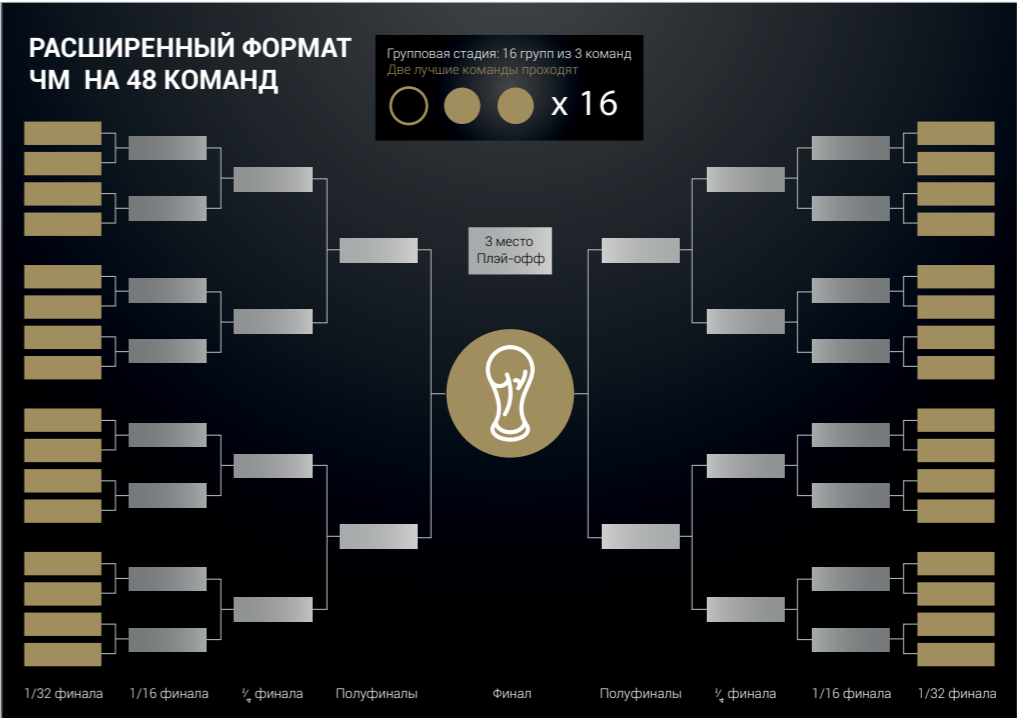 РАСШИРЕННЫЙ ФОРМАТ
ЧМ НА 48 КОМАНД
Групповая стадия: 16 групп из 3 команд
Две лучшие команды проходят
x 16
3 место
Плэй-офф
1/32 финала
1/16 финала
¼ финала
Полуфиналы
Финал
Полуфиналы
¼ финала
1/16 финала
1/32 финала